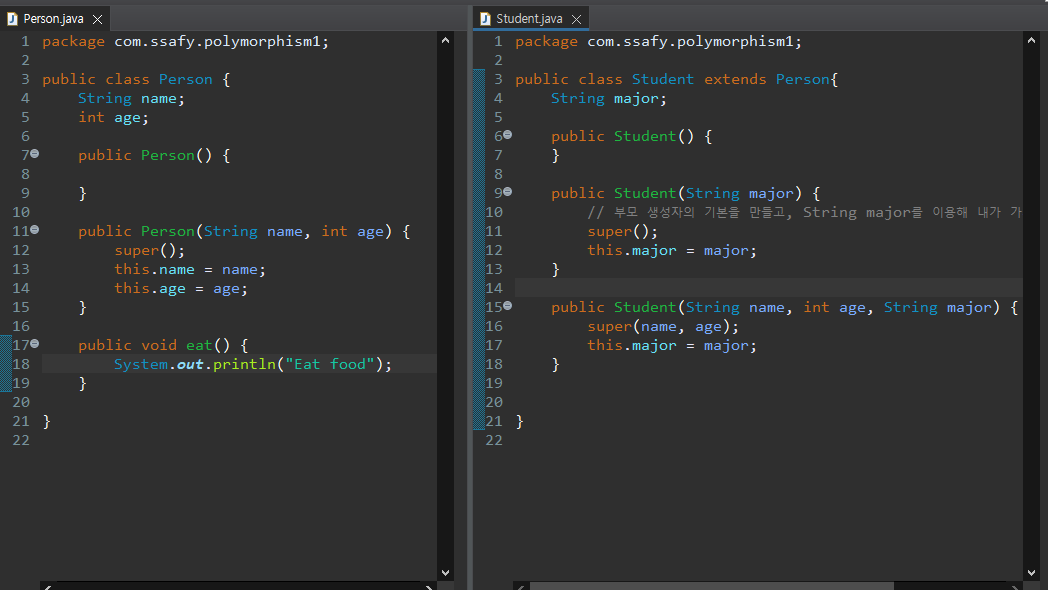 Person.java
1 package com.ssafy.polymorphism1;
2
3 public class Person {
4     String name;
5     int age;
6
7     public Person() {
8
9     }
10
11     public Person(String name, int age) {
12         super();
13         this.name = name;
14         this.age = age;
15     }
16
17     public void eat() {
18         System.out.println("Eat food");
19     }
20
21 }
22
Student.java
1 package com.ssafy.polymorphism1;
2
3 public class Student extends Person{
4     String major;
5
6     public Student() {
7     }
8
9     public Student(String major) {
10         // 부모 생성자의 기본을 만들고, String major를 이용해 내가 가
11         super();
12         this.major = major;
13     }
14
15     public Student(String name, int age, String major) {
16         super(name, age);
17         this.major = major;
18     }
19
20
21 }
22